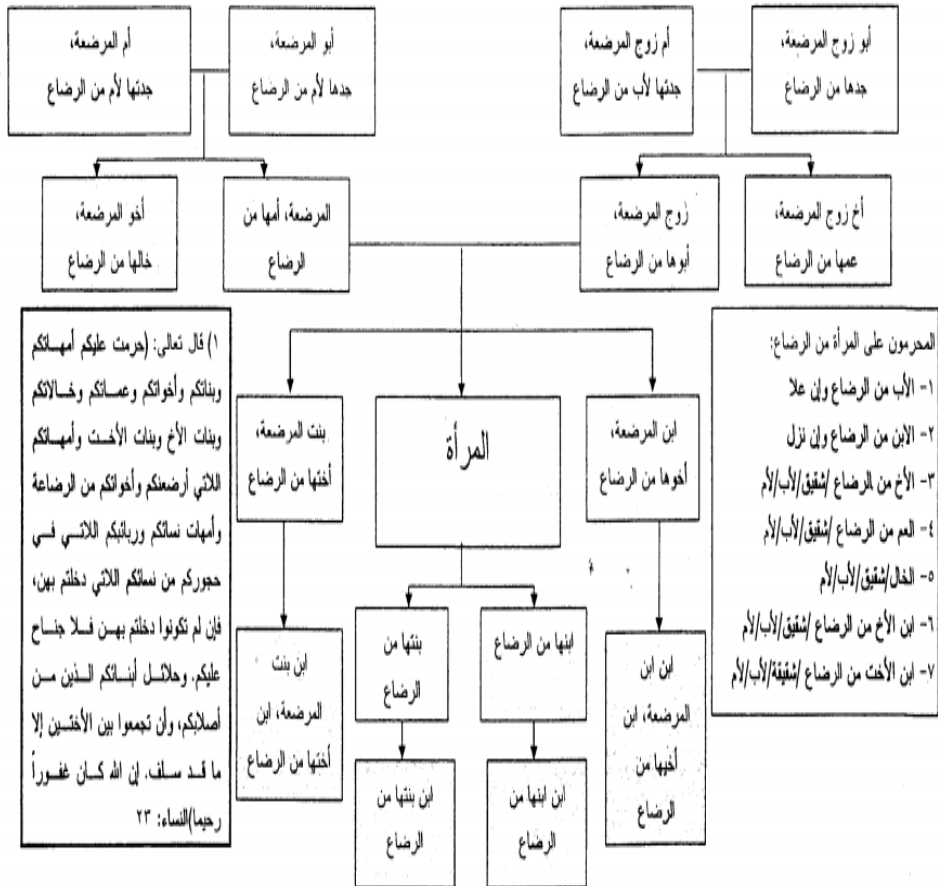 أبو زوج المرضعة،
جدها من الرضاع
أم زوج المرضعة،
جدتها لأب من الرضاع
أبو المرضعة،
جدها لأم من الرضاع
أم المرضعة،
جدتها لأم من الرضاع
أخ زوج المرضعة،
عمها من الرضاع
زوج المرضعة،
أبوها من الرضاع
المرضعة، أمها من
الرضاع
أخو المرضعة،
خالها من الرضاع
المحرمون على المرأة من الرضاع:
١- الأب من الرضاع وإن علا
٢- الابن من الرضاع وإن نزل
٣- الأخ من الرضاع /شقيق/لأب/لأم
٤- العم من الرضاع /شقيق/لأب/لأم
٥- الخال/شقيق/لأب/لأم
٦- ابن الأخ من الرضاع /شقيق/لأب/لأم
٧- ابن الأخت من الرضاع /شقيقة/لأب/لأم
ابن المرضعة،
أخوها من الرضاع
المرأة
بنت المرضعة،
أختها من الرضاع
ابن ابن
المرضعة، ابن
أخيها من
الرضاع
ابنها من الرضاع
بنتها من
الرضاع
ابن بنت
المرضعة، ابن
أختها من الرضاع
ابن ابنها من
الرضاع
ابن بنتها من
الرضاع
١) قال تعالى: (حرمت عليكم أمهاتكم
وبناتكم وأخواتكم وعماتكم وخالاتكم
وبنات الأخ وبنات الأخت وأمهاتكم
اللاتي أرضعنكم وأخواتكم من الرضاعة
وأمهات نسائكم وربائبكم اللاتي في
حجوركم من نسائكم اللاتي دخلتم بهن،
فإن لم تكونوا دخلتم بهن فلا جناح
عليكم. وحلائل أبنائكم الذين من
أصلابكم، وأن تجمعوا بين الأختين إلا
ما قد سلف. إن الله كان غفوراً
رحيما)النساء: ٢٣